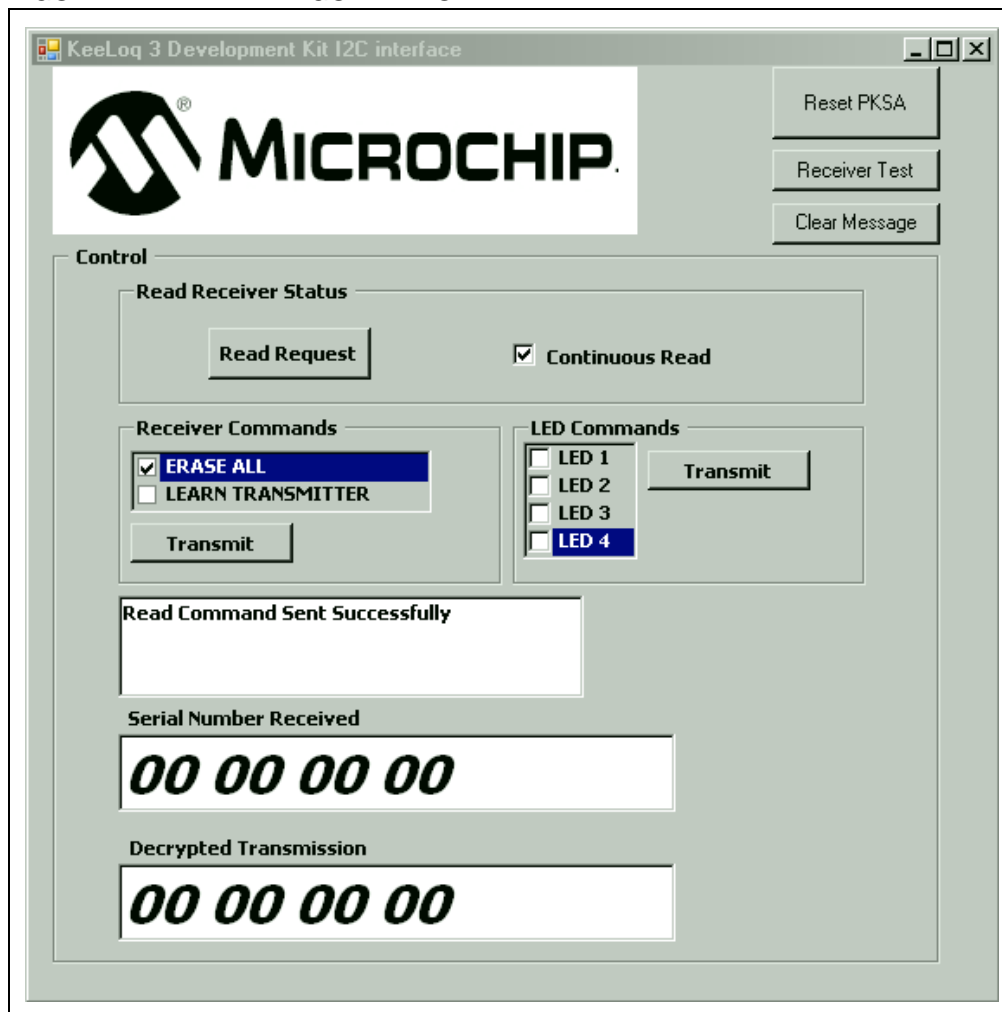 KeeLoq 3 Development Kit I2C interface
MICROCHIP
®
Reset PKSA
Receiver Test
Clear Message
Control
Read Receiver Status
Read Request
Continuous Read
Receiver Commands
ERASE ALL
LEARN TRANSMITTER
Transmit
LED Commands
LED 1
LED 2
LED 3
LED 4
Transmit
Read Command Sent Successfully
Serial Number Received
00 00 00 00
Decrypted Transmission
00 00 00 00